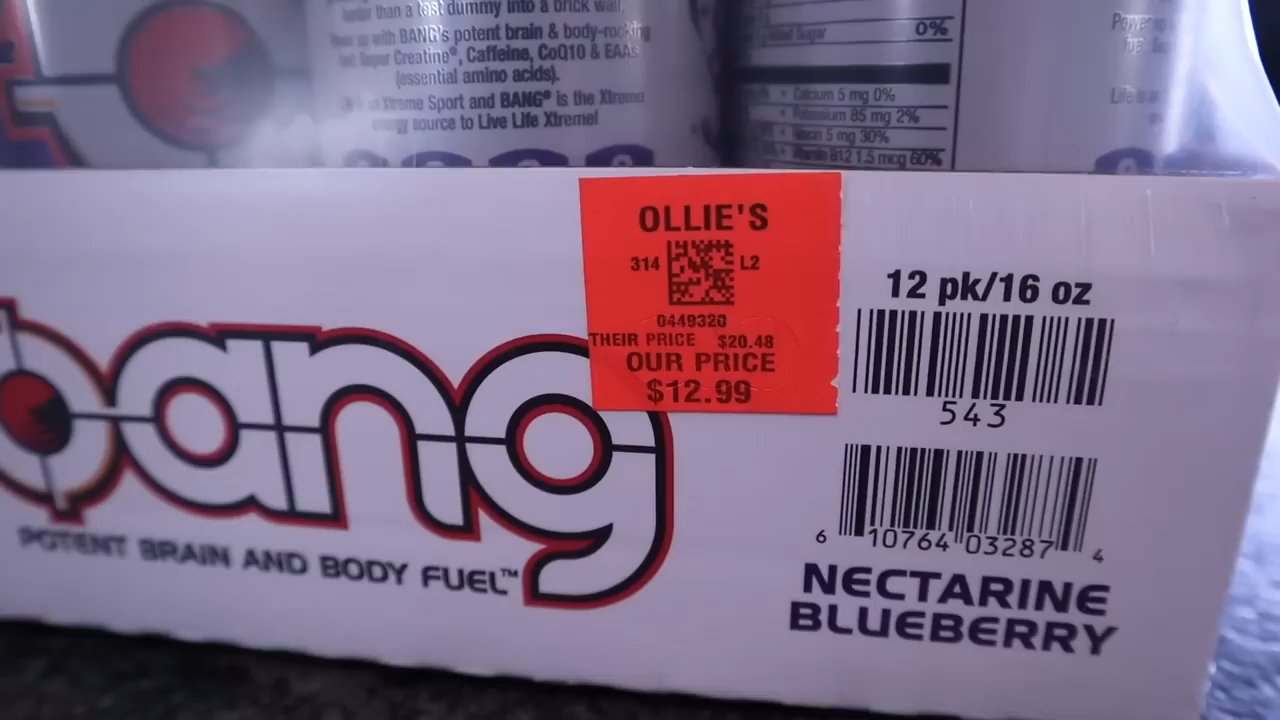 than a test dummy into a brick wall.
up with BANG's potent brain & body-rocking
Super Creatine®, Caffeine, CoQ10 & EAAs
(essential amino acids).
Xtreme Sport and BANG® is the Xtreme
energy source to Live Life Xtreme!
Sugar 0%
• Calcium 5 mg 0%
• Potassium 85 mg 2%
• Niacin 5 mg 30%
• Vitamin B12 1.5 mcg 60%
Power up
OLLIE'S
314 L2
0449320
THEIR PRICE $20.48
OUR PRICE
$12.99
12 pk/16 oz
543
6 10764 03287 4
bang
POTENT BRAIN AND BODY FUEL™
NECTARINE
BLUEBERRY